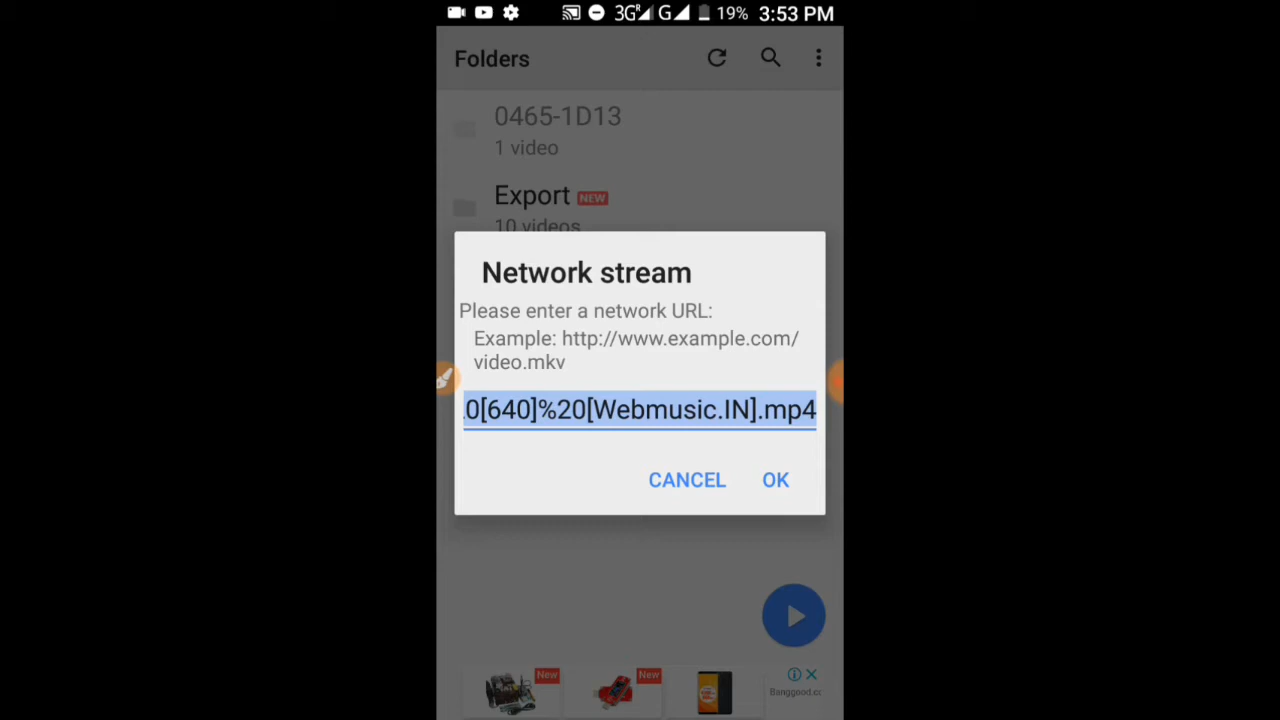 3G R G 19% 3:53 PM
Folders
0465-1D13
1 video
Export NEW
10 videos
Network stream
Please enter a network URL:
Example: http://www.example.com/
video.mkv
0[640]%20[Webmusic.IN].mp4
CANCEL OK
New New
Banggood.c